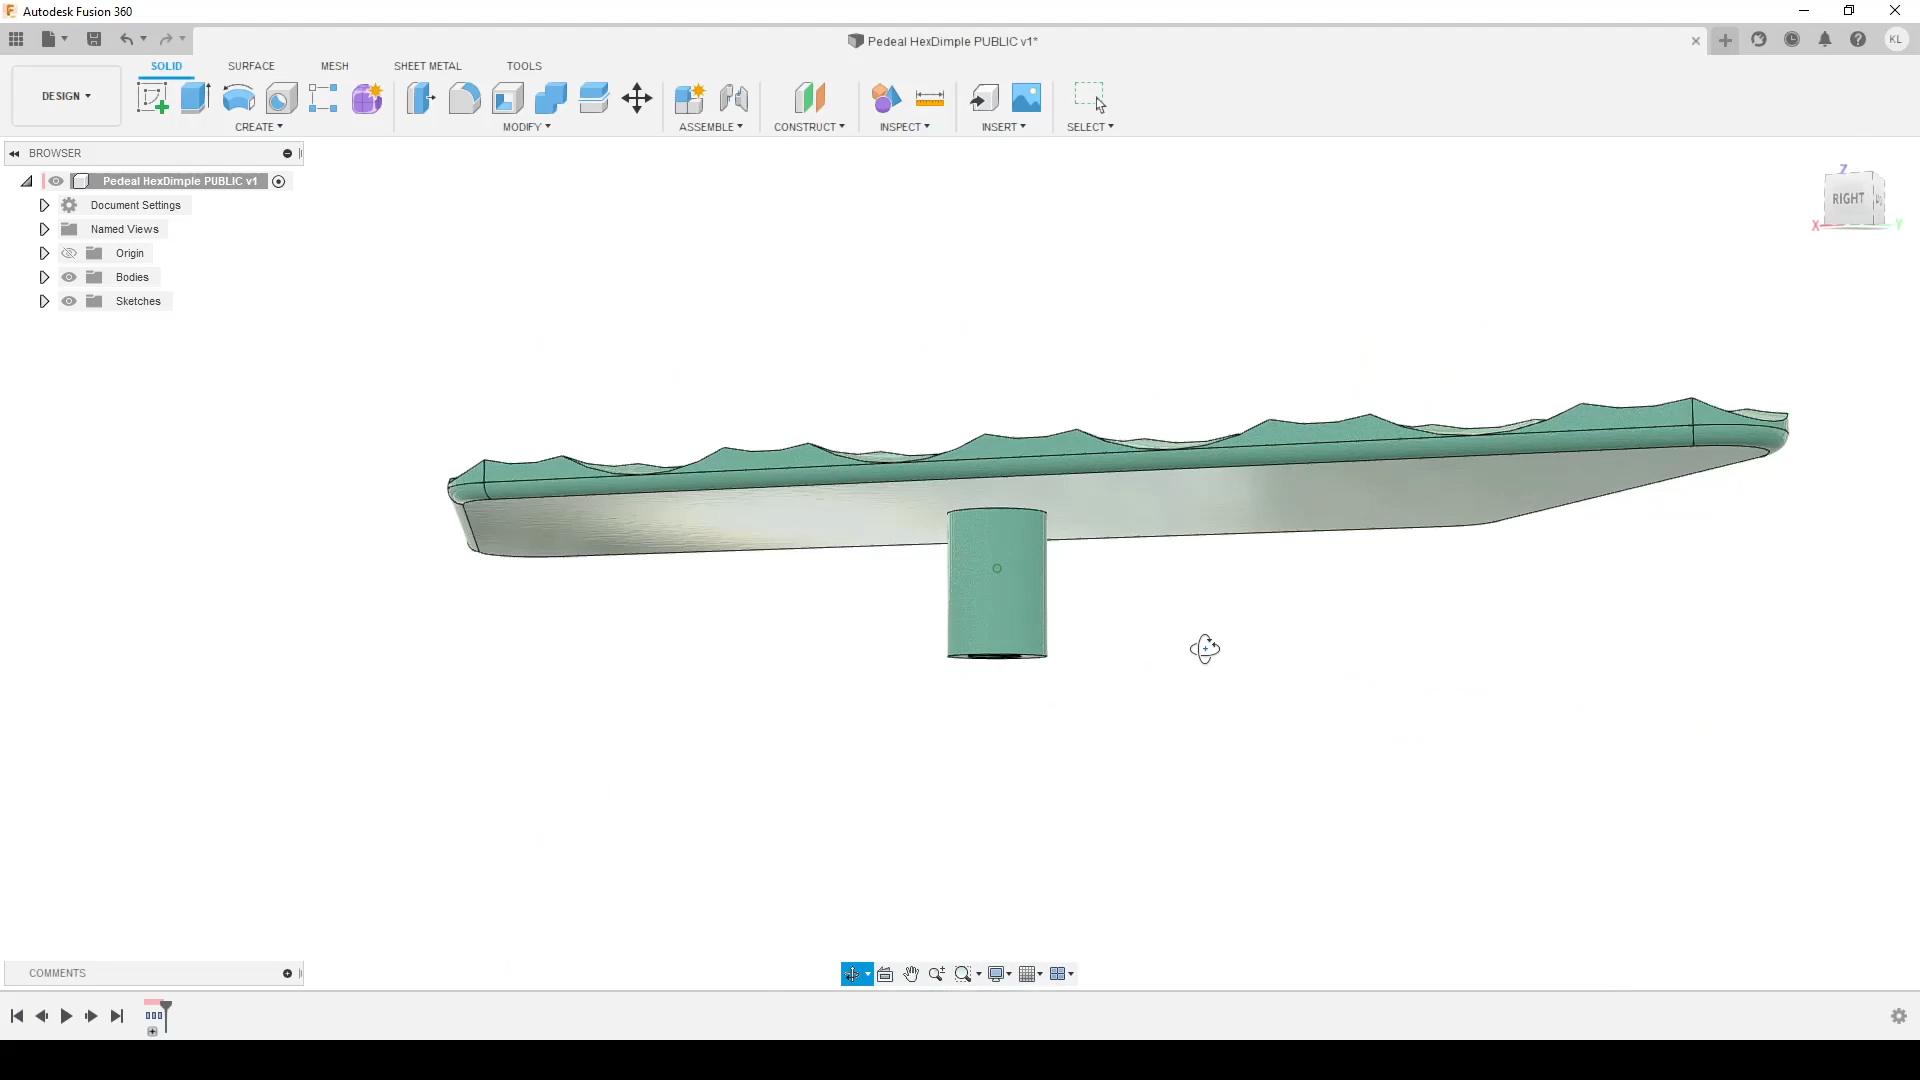 Autodesk Fusion 360
Pedeal HexDimple PUBLIC v1*
KL
SOLID SURFACE MESH SHEET METAL TOOLS
DESIGN
CREATE MODIFY ASSEMBLE CONSTRUCT INSPECT INSERT SELECT
BROWSER
Pedeal HexDimple PUBLIC v1
Document Settings
Named Views
Origin
Bodies
Sketches
Z
RIGHT
X
Y
COMMENTS